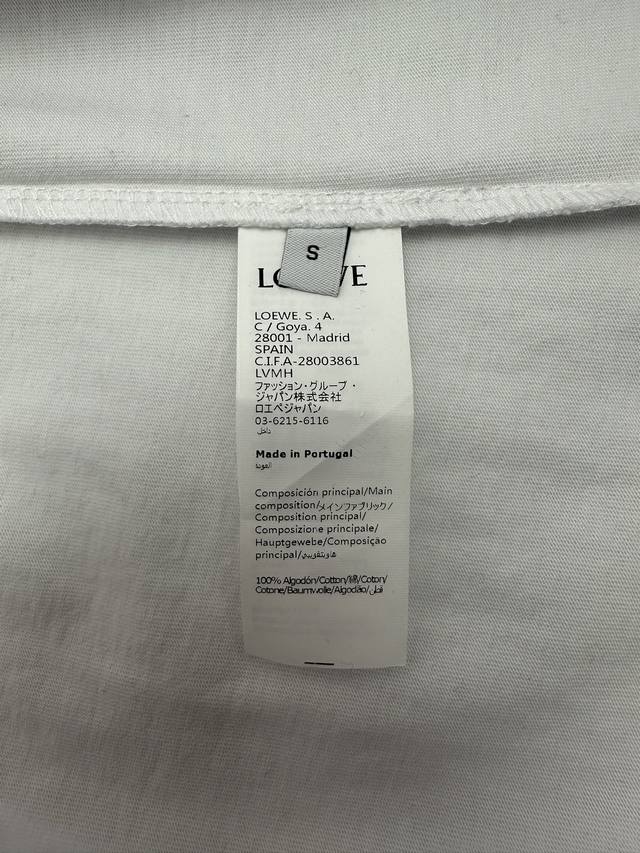 S
LOEWE
LOEWE. S . A.
C / Goya. 4
28001 - Madrid
SPAIN
C.I.F.A-28003861
LVMH
ファッション・グループ・
ジャパン株式会社
ロエベジャパン
03-6215-6116
داخل
Made in Portugal
العودة
Composición principal/Main
composition/メインファブリック/
Composition principal/
Composizione principale/
Hauptgewebe/Composiçao
principal/
100% Algodón/Cotton/綿/Coton/
Cotone/Baumwolle/Algodão/قطن